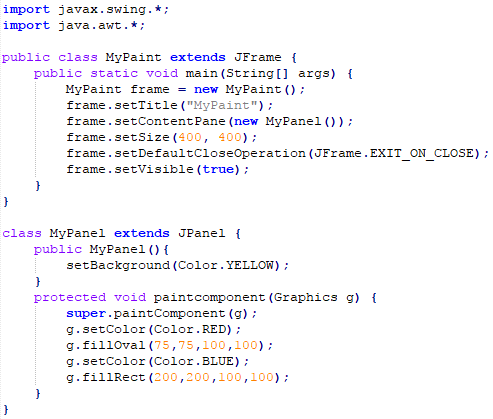 import javax.swing.*;
import java.awt.*;
public class MyPaint extends JFrame {
public static void main(String[] args) {
MyPaint frame = new MyPaint();
frame.setTitle("MyPaint");
frame.setContentPane(new MyPanel());
frame.setSize(400, 400);
frame.setDefaultCloseOperation(JFrame.EXIT_ON_CLOSE);
frame.setVisible(true);
}
}
class MyPanel extends JPanel {
public MyPanel(){
setBackground(Color.YELLOW);
}
protected void paintcomponent(Graphics g) {
super.paintComponent(g);
g.setColor(Color.RED);
g.fillOval(75,75,100,100);
g.setColor(Color.BLUE);
g.fillRect(200,200,100,100);
}
}